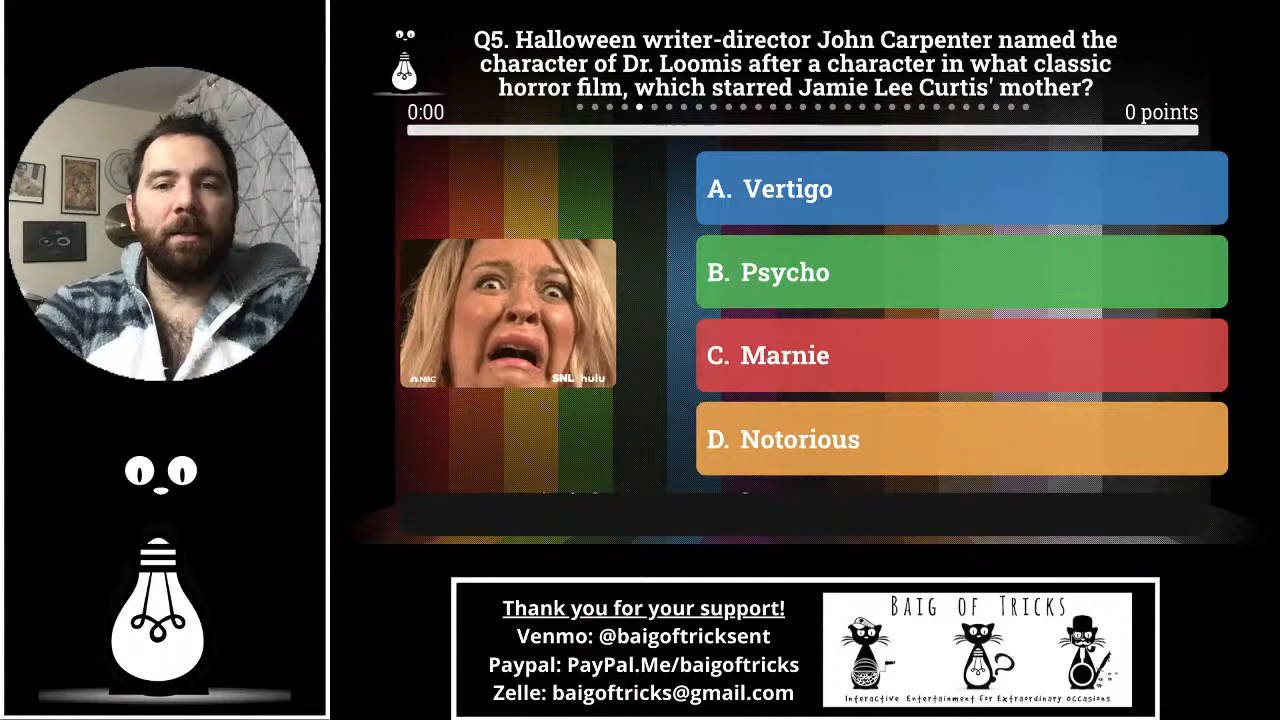 Q5. Halloween writer-director John Carpenter named the
character of Dr. Loomis after a character in what classic
horror film, which starred Jamie Lee Curtis' mother?
0:00
0 points
A. Vertigo
B. Psycho
C. Marnie
D. Notorious
NBC
SNL hulu
Thank you for your support!
Venmo: @baigoftricksent
Paypal: PayPal.Me/baigoftricks
Zelle: baigoftricks@gmail.com
BAIG OF TRICKS
Interactive Entertainment for Extraordinary occasions